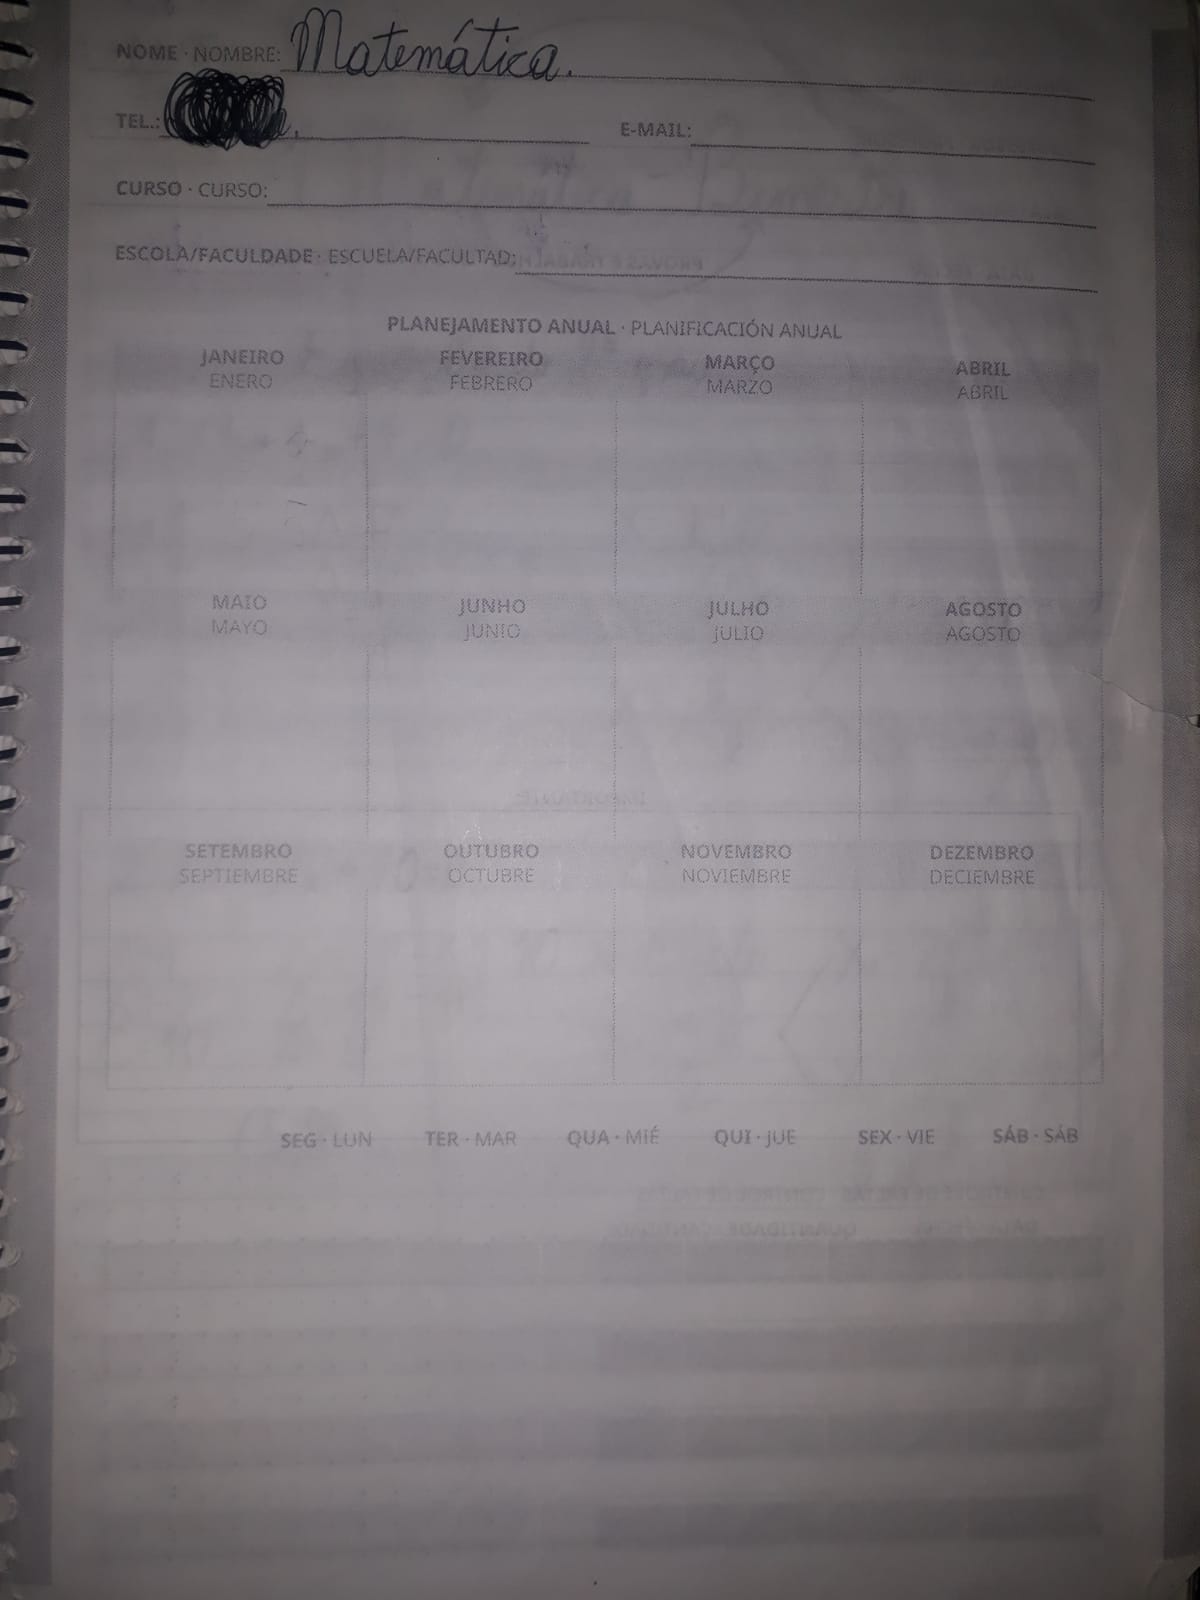 NOME · NOMBRE: Matemática.
TEL.: E-MAIL:
CURSO · CURSO:
ESCOLA/FACULDADE · ESCUELA/FACULTAD:
PLANEJAMENTO ANUAL · PLANIFICACIÓN ANUAL
JANEIRO FEVEREIRO MARÇO ABRIL
ENERO FEBRERO MARZO ABRIL
MAIO JUNHO JULHO AGOSTO
MAYO JUNIO JULIO AGOSTO
SETEMBRO OUTUBRO NOVEMBRO DEZEMBRO
SEPTIEMBRE OCTUBRE NOVIEMBRE DECIEMBRE
SEG · LUN TER · MAR QUA · MIÉ QUI · JUE SEX · VIE SÁB · SÁB